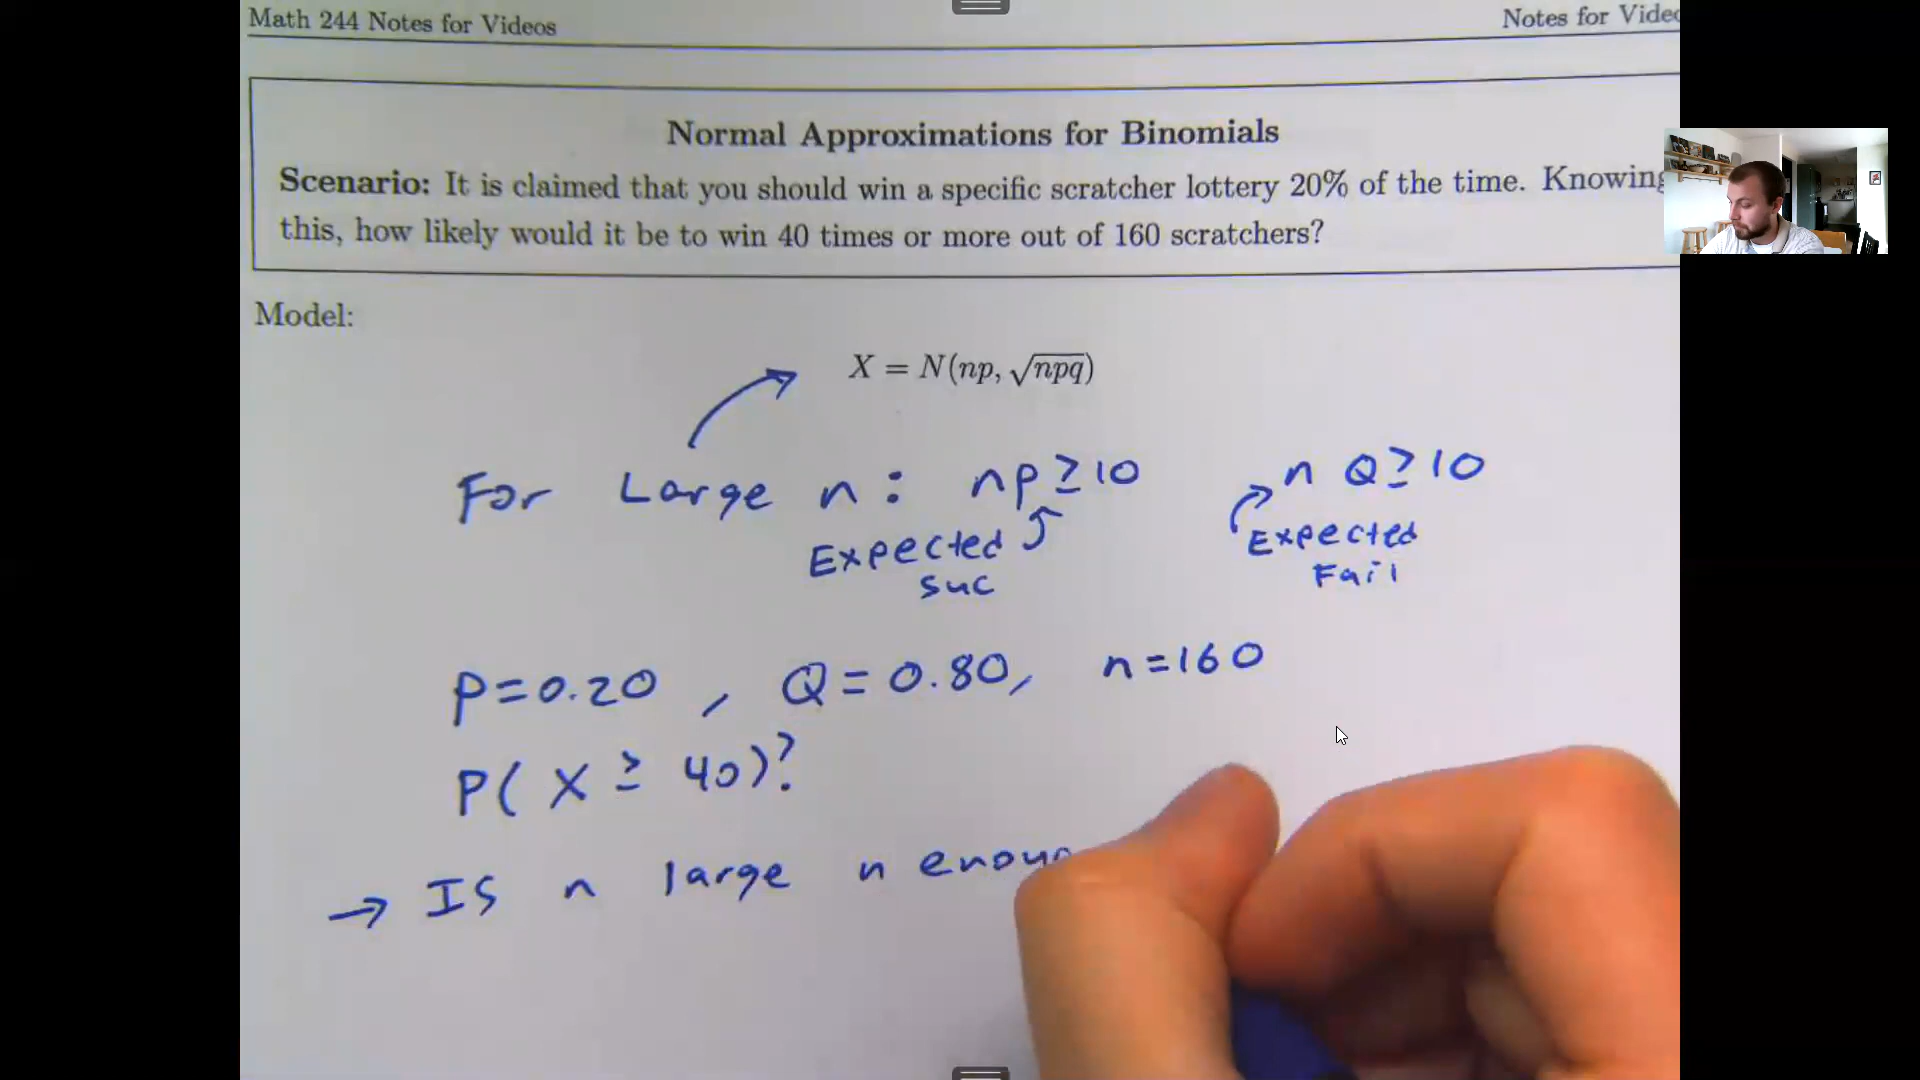 Math 244 Notes for Videos
Notes for
Normal Approximations for Binomials
Scenario: It is claimed that you should win a specific scratcher lottery 20% of the time. Knowing
this, how likely would it be to win 40 times or more out of 160 scratchers?
Model:
X = N(np, √npq)
For Large n: np ≥ 10 n Q ≥ 10
Expected Expected
suc Fail
P=0.20, Q=0.80, n=160
P( X ≥ 40)?
→ IS n large n